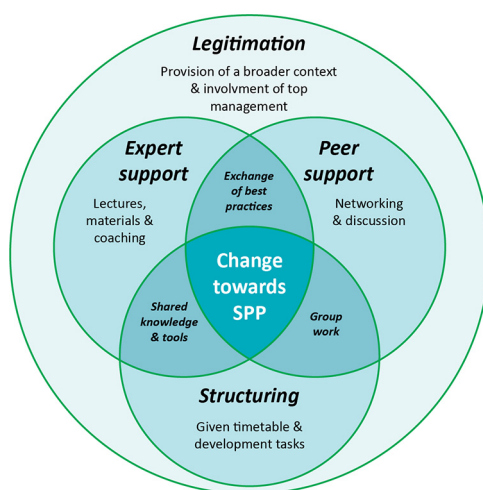 Legitimation
Provision of a broader context
& involvment of top
management
Expert
support
Lectures,
materials &
coaching
Peer
support
Networking
& discussion
Exchange
of best
practices
Change
towards
SPP
Shared
knowledge
& tools
Group
work
Structuring
Given timetable &
development tasks